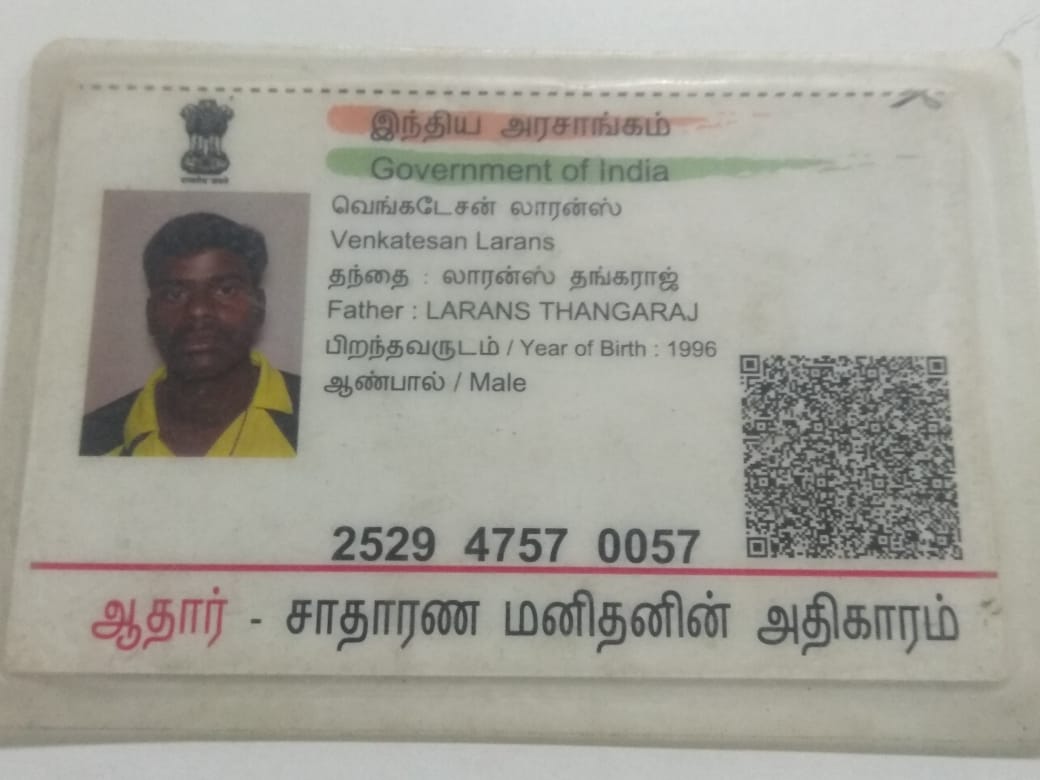 இந்திய அரசாங்கம்
Government of India
வெங்கடேசன் லாரன்ஸ்
Venkatesan Larans
தந்தை : லாரன்ஸ் தங்கராஜ்
Father : LARANS THANGARAJ
பிறந்தவருடம் / Year of Birth : 1996
ஆண்பால் / Male
2529 4757 0057
ஆதார் - சாதாரண மனிதனின் அதிகாரம்